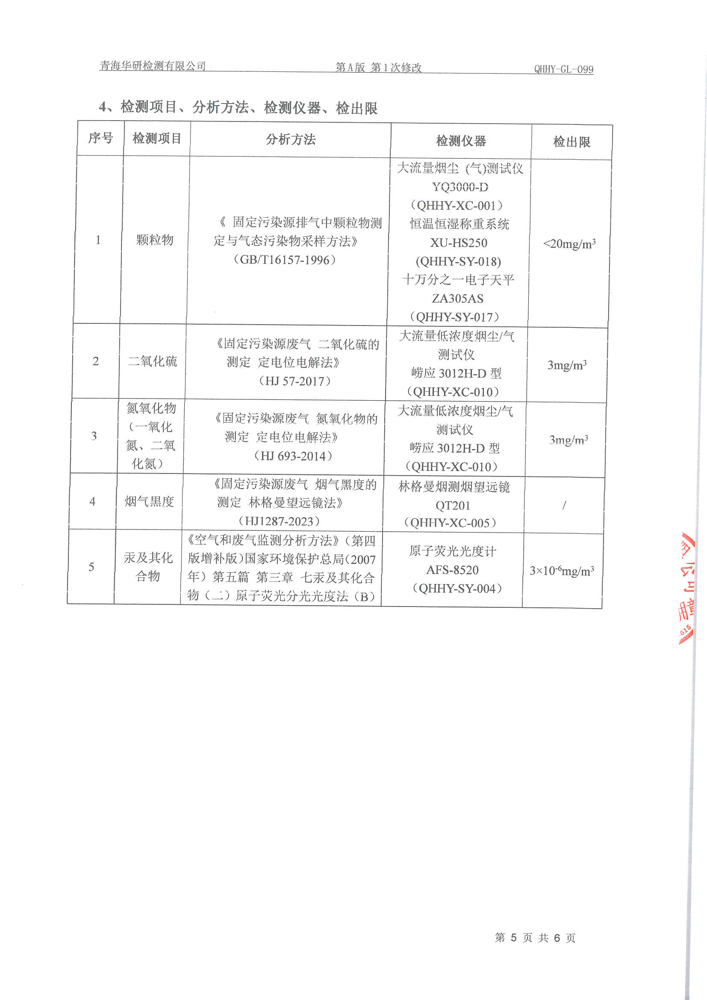 青海华研检测有限公司 第A版 第1次修改 QHHY-GL-099
4、检测项目、分析方法、检测仪器、检出限
序号 检测项目 分析方法 检测仪器 检出限
1
颗粒物
《 固定污染源排气中颗粒物测
定与气态污染物采样方法》
（GB/T16157-1996）
大流量烟尘 (气)测试仪
YQ3000-D
（QHHY-XC-001）
恒温恒湿称重系统
XU-HS250
(QHHY-SY-018)
十万分之一电子天平
ZA305AS
（QHHY-SY-017）
<20mg/m³
2
二氧化硫
《固定污染源废气 二氧化硫的
测定 定电位电解法》
（HJ 57-2017）
大流量低浓度烟尘/气
测试仪
崂应 3012H-D 型
（QHHY-XC-010）
3mg/m³
3
氮氧化物
（一氧化
氮、二氧
化氮）
《固定污染源废气 氮氧化物的
测定 定电位电解法》
（HJ 693-2014）
大流量低浓度烟尘/气
测试仪
崂应 3012H-D 型
（QHHY-XC-010）
3mg/m³
4
烟气黑度
《固定污染源废气 烟气黑度的
测定 林格曼望远镜法》
（HJ1287-2023）
林格曼烟测烟望远镜
QT201
（QHHY-XC-005）
/
5
汞及其化
合物
《空气和废气监测分析方法》（第四
版增补版）国家环境保护总局（2007
年）第五篇 第三章 七汞及其化合
物（二）原子荧光分光光度法（B）
原子荧光光度计
AFS-8520
（QHHY-SY-004）
3×10⁻⁶mg/m³
公司
章
第 5 页 共 6 页